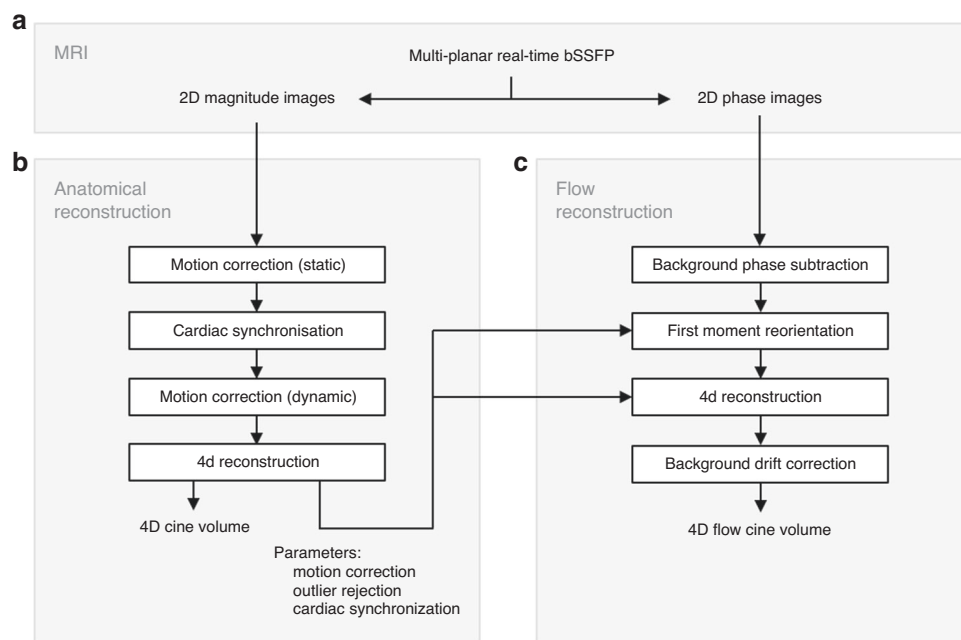 a
MRI
Multi-planar real-time bSSFP
2D magnitude images
2D phase images
b
Anatomical
reconstruction
Motion correction (static)
Cardiac synchronisation
Motion correction (dynamic)
4d reconstruction
4D cine volume
Parameters:
motion correction
outlier rejection
cardiac synchronization
c
Flow
reconstruction
Background phase subtraction
First moment reorientation
4d reconstruction
Background drift correction
4D flow cine volume